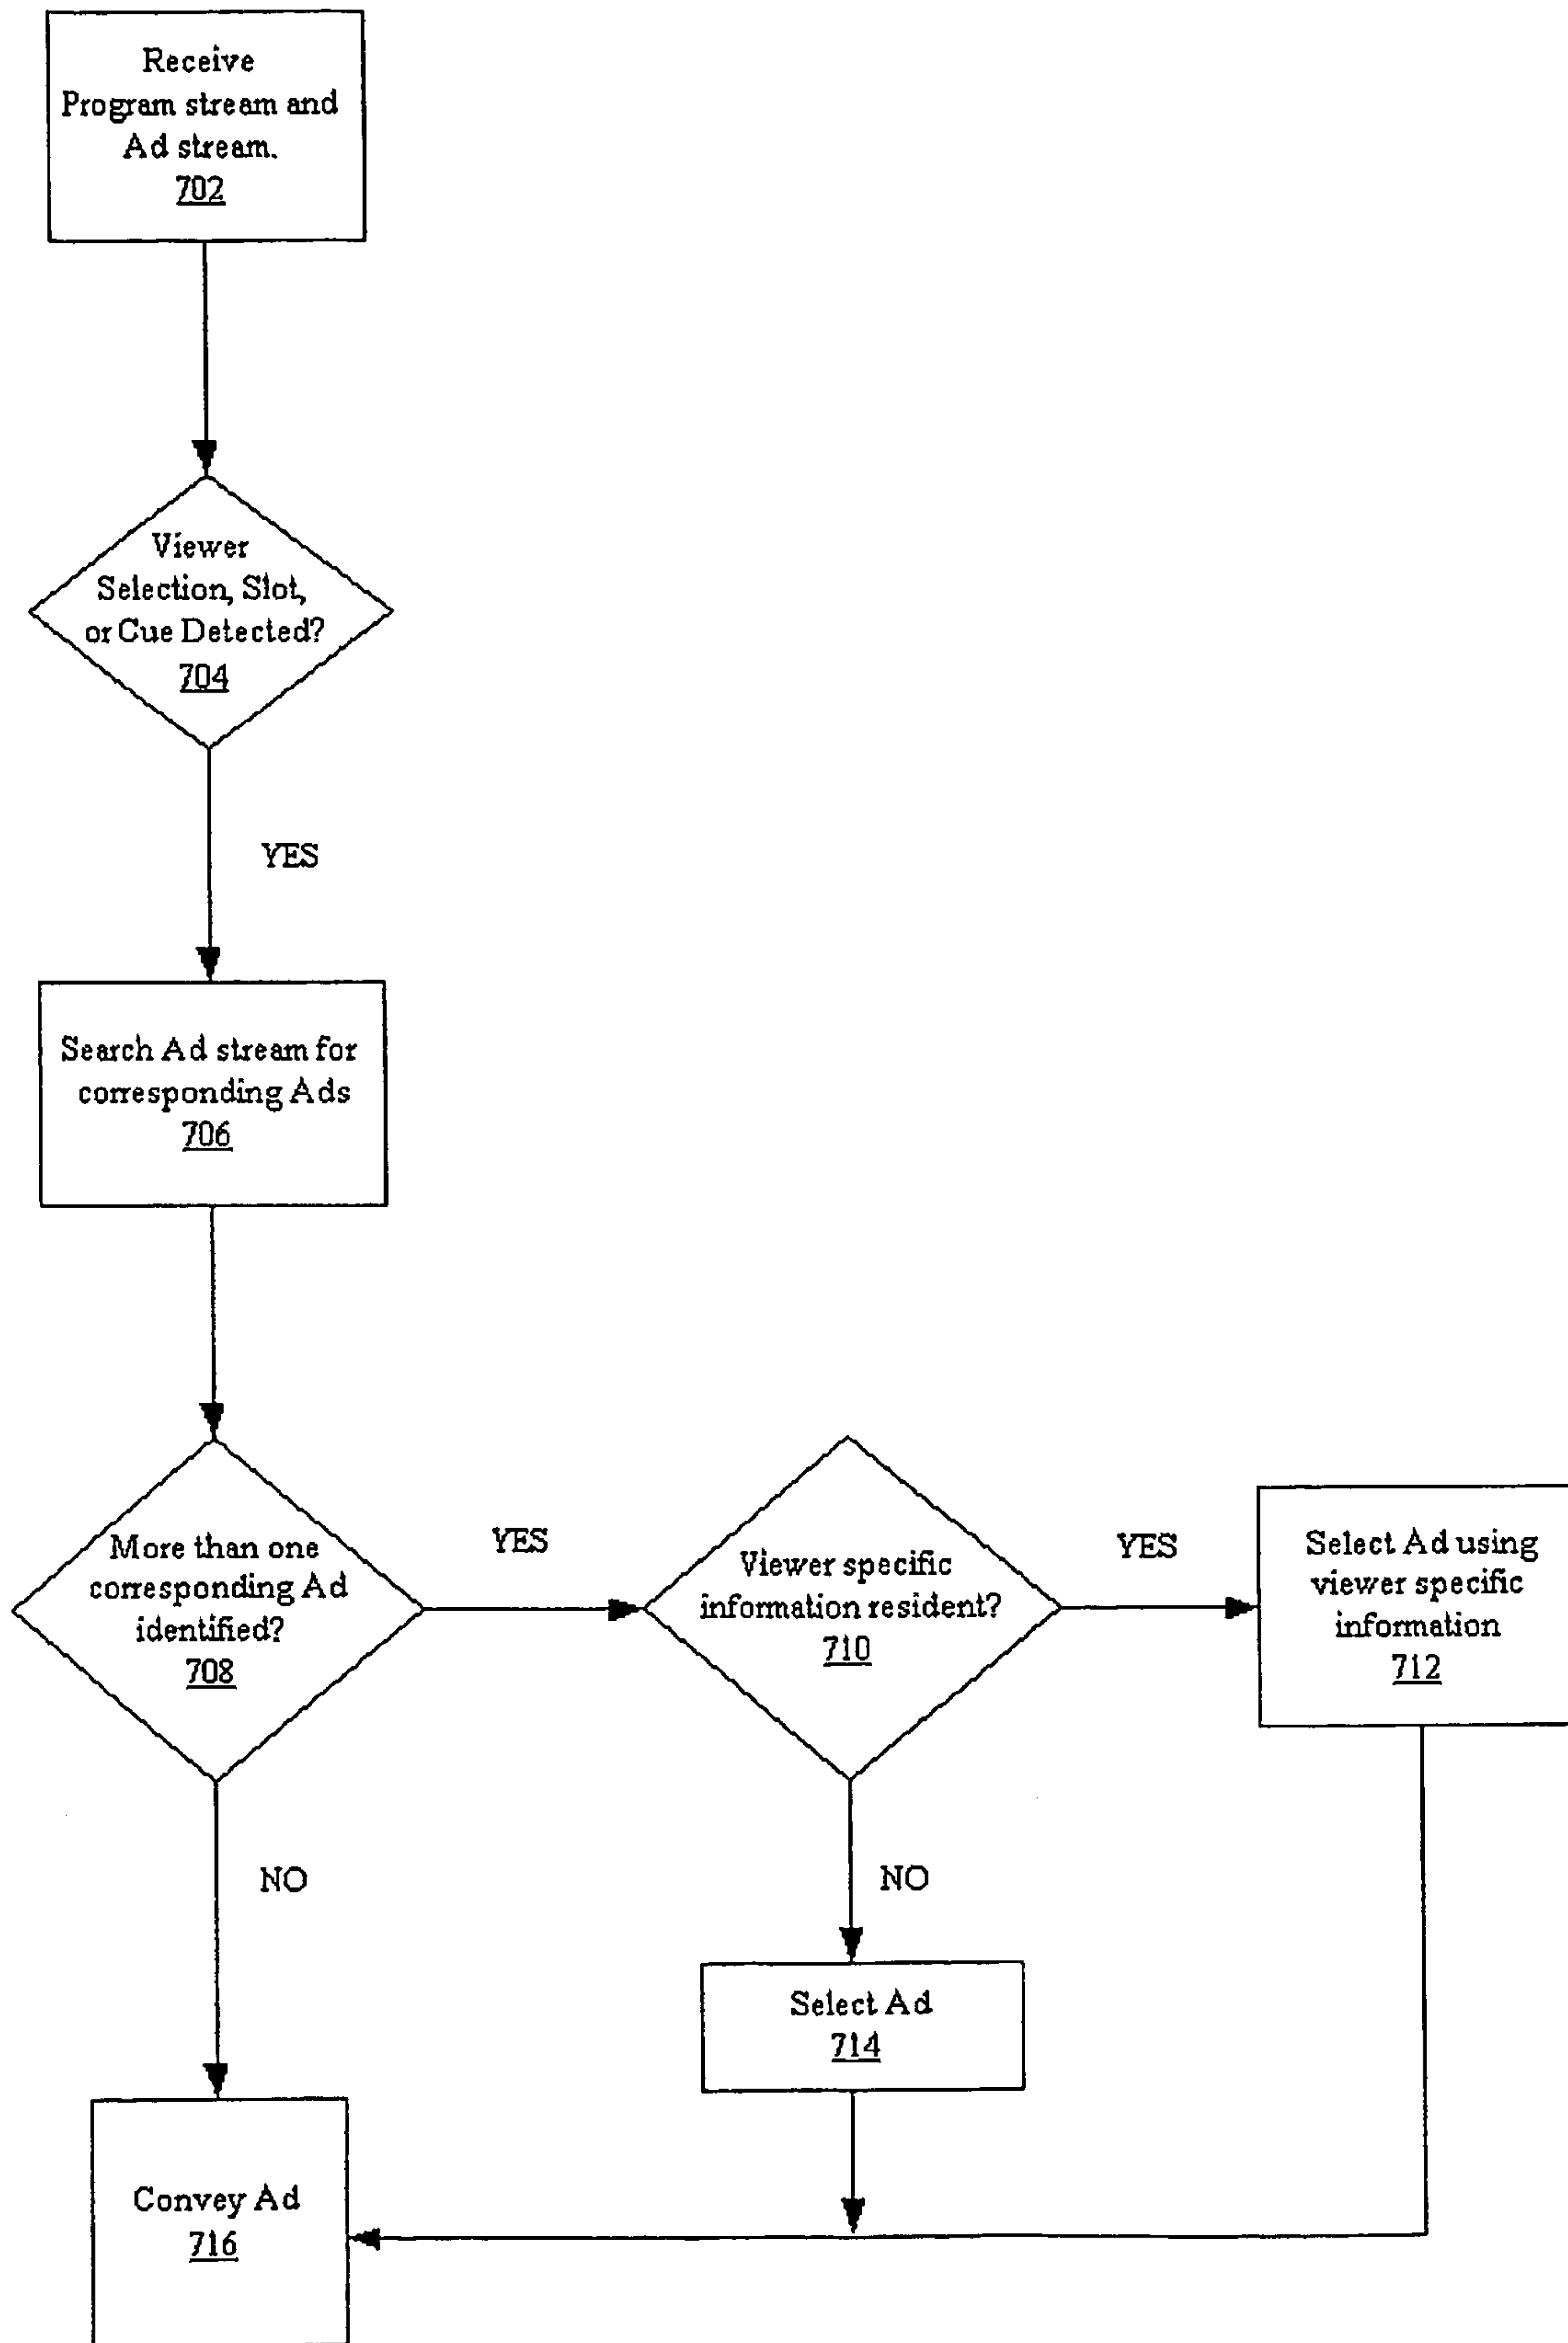 Receive
Program stream and
Ad stream.
702
Viewer
Selection, Slot,
or Cue Detected?
704
YES
Search Ad stream for
corresponding Ads
706
More than one
corresponding Ad
identified?
708
YES
Viewer specific
information resident?
710
YES
Select Ad using
viewer specific
information
712
NO
NO
Select Ad
714
Convey Ad
716